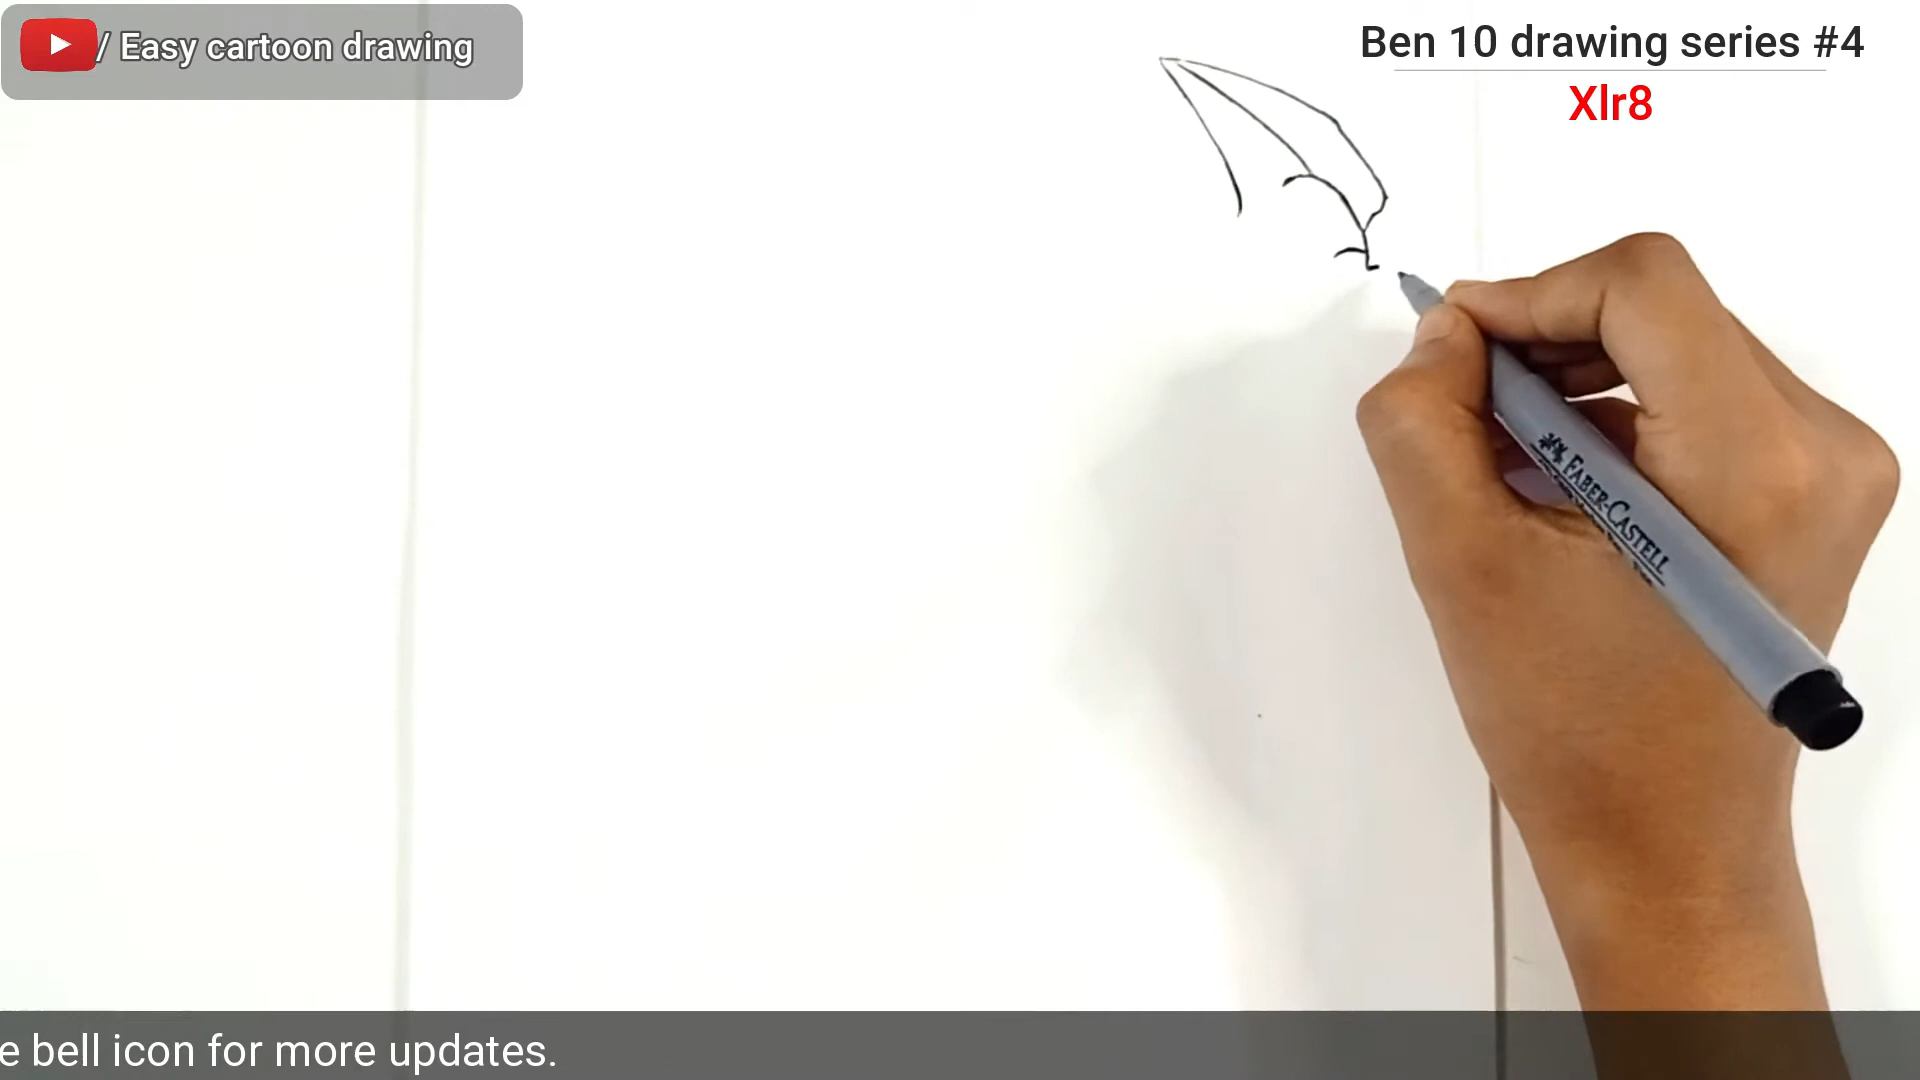 / Easy cartoon drawing
Ben 10 drawing series #4
Xlr8
FABER-CASTELL
e bell icon for more updates.